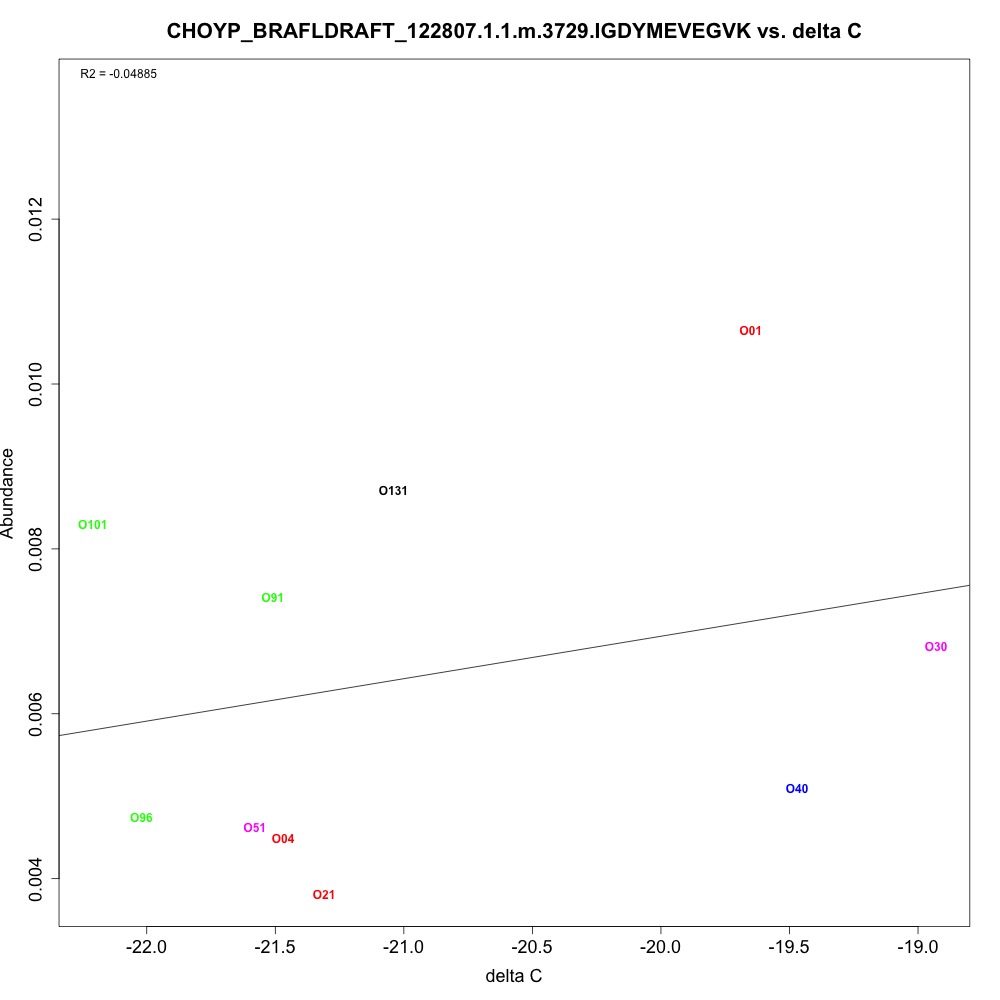 CHOYP_BRAFLDRAFT_122807.1.1.m.3729.IGDYMEVEGVK vs. delta C
R2 = -0.04885
0.012
O01
0.010
O131
Abundance
O101
0.008
O91
O30
0.006
O40
O96
O51
O04
0.004
O21
-22.0 -21.5 -21.0 -20.5 -20.0 -19.5 -19.0
delta C